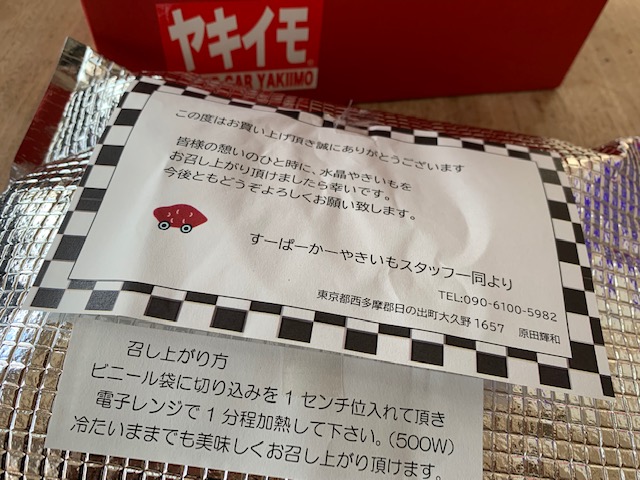 ヤキイモ
CAR YAKIIMO
この度はお買い上げ頂き誠にありがとうございます
皆様の憩いのひと時に、水晶やきいもを
お召し上がり頂けましたら幸いです。
今後ともどうぞよろしくお願い致します。
すーぱーかーやきいもスタッフ一同より
TEL:090-6100-5982
東京都西多摩郡日の出町大久野1657 原田輝和
召し上がり方
ビニール袋に切り込みを1センチ位入れて頂き
電子レンジで1分程加熱して下さい。(500W)
冷たいままでも美味しくお召し上がり頂けます。